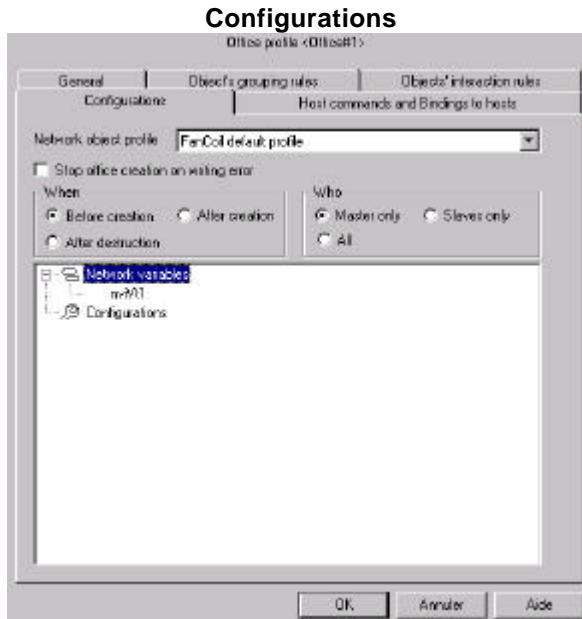 Configurations
Office profile <Office#1>
General Object's grouping rules Objects' interaction rules
Configurations Host commands and Bindings to hosts
Network object profile FanCoil default profile
Stop office creation on writing error
When Who
Before creation After creation Master only Slaves only
After destruction All
Network variables
Configurations
OK Annuler Aide